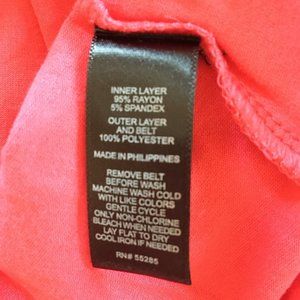 INNER LAYER
95% RAYON
5% SPANDEX
OUTER LAYER
AND BELT
100% POLYESTER
MADE IN PHILIPPINES
REMOVE BELT
BEFORE WASH
MACHINE WASH COLD
WITH LIKE COLORS
GENTLE CYCLE
ONLY NON-CHLORINE
BLEACH WHEN NEEDED
LAY FLAT TO DRY
COOL IRON IF NEEDED
RN# 55285